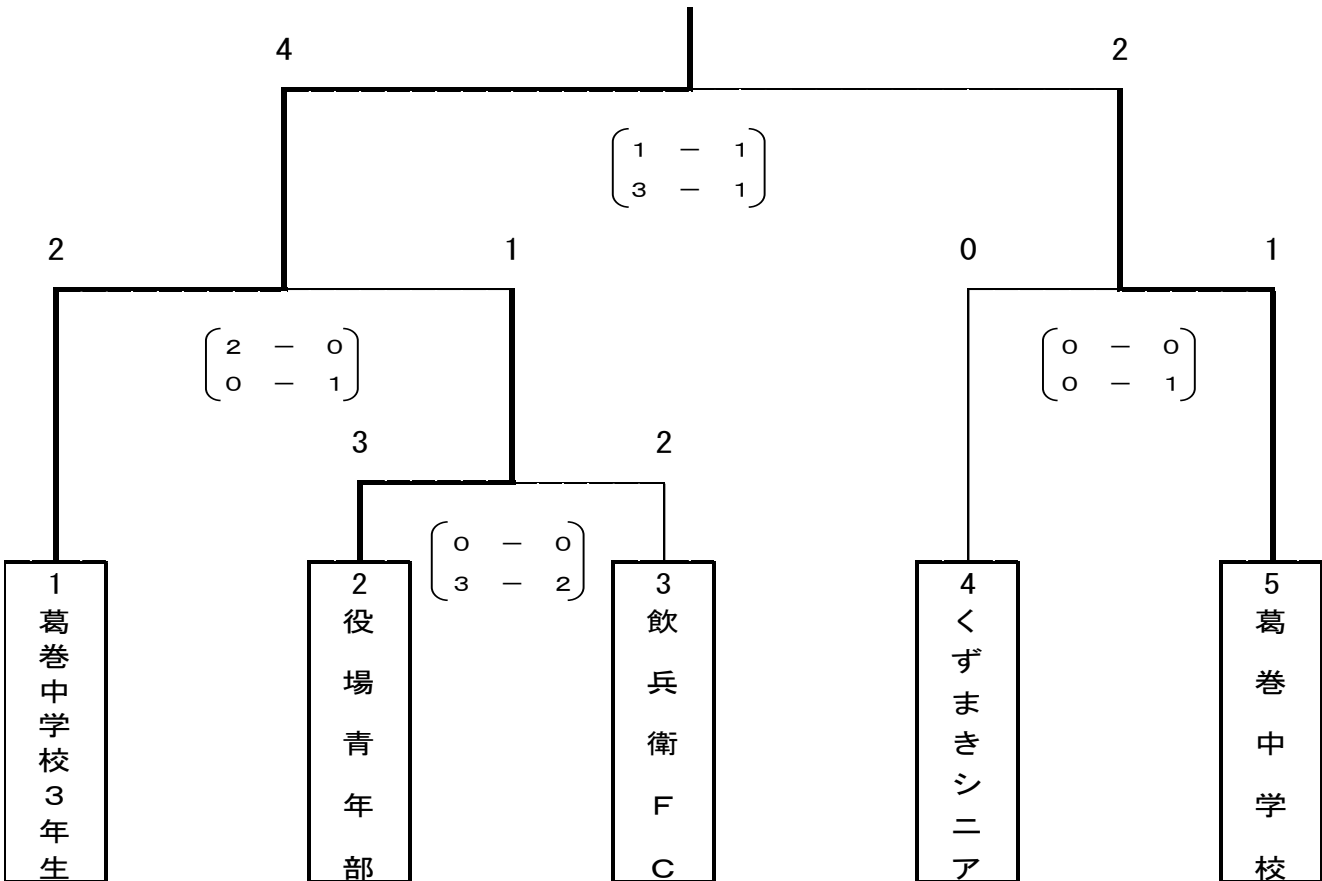 4 2
1 － 1
3 － 1
2 1 0 1
2 － 0 0 － 0
0 － 1 0 － 1
3 2
0 － 0
3 － 2
1
葛巻中学校3年生
2
役場青年部
3
飲兵衛FC
4
くずまきシニア
5
葛巻中学校